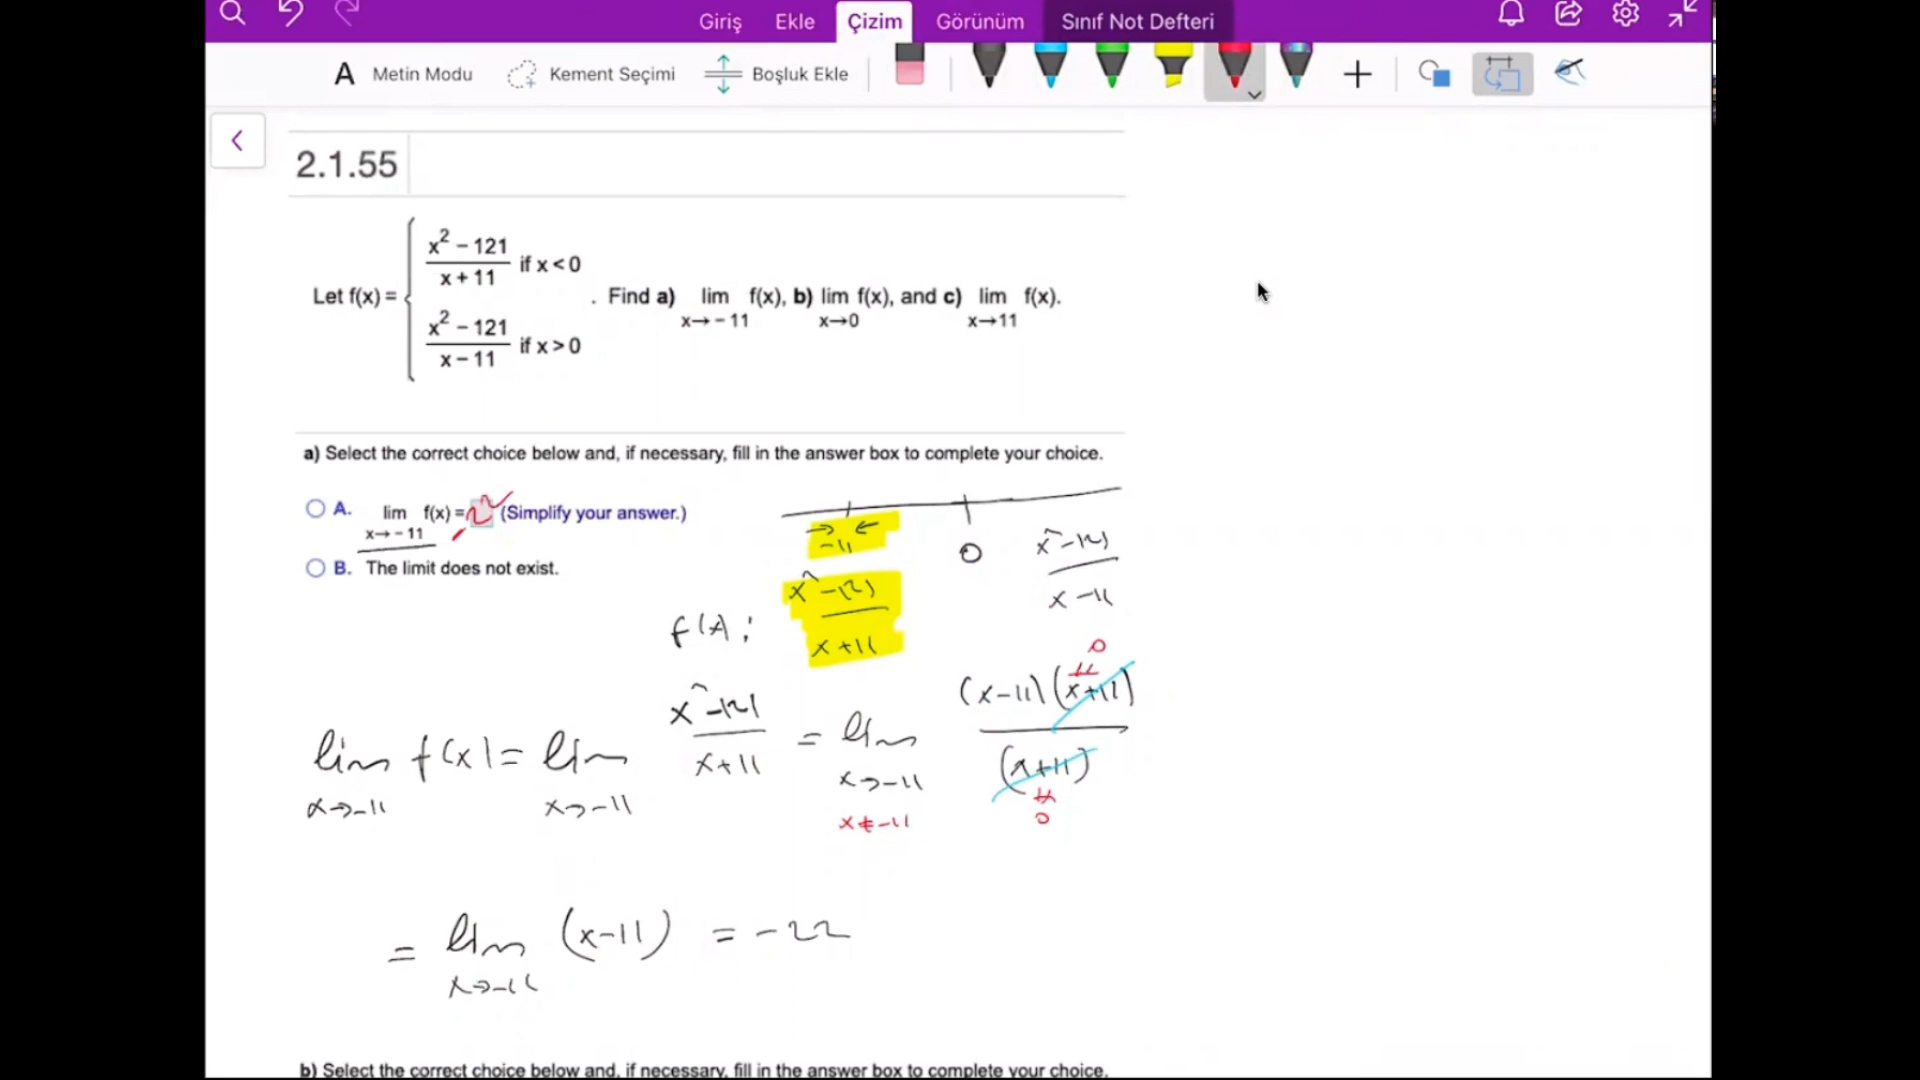 Giriş Ekle Çizim Görünüm Sınıf Not Defteri
A Metin Modu Kement Seçimi Boşluk Ekle
2.1.55
Let f(x) = { x² − 121 / x + 11 if x < 0
x² − 121 / x − 11 if x > 0
. Find a) lim x→ − 11 f(x), b) lim x→0 f(x), and c) lim x→11 f(x).
a) Select the correct choice below and, if necessary, fill in the answer box to complete your choice.
A. lim x→ − 11 f(x) = (Simplify your answer.)
B. The limit does not exist.
→ ←
-11 0
f(x): x²-121 / x+11 x²-121 / x-11
lim x→-11 f(x) = lim x→-11 x²-121 / x+11 = lim x→-11 (x-11)(x+11) / (x+11)
x≠-11
0
0
= lim x→-11 (x-11) = -22
b) Select the correct choice below and, if necessary, fill in the answer box to complete your choice.